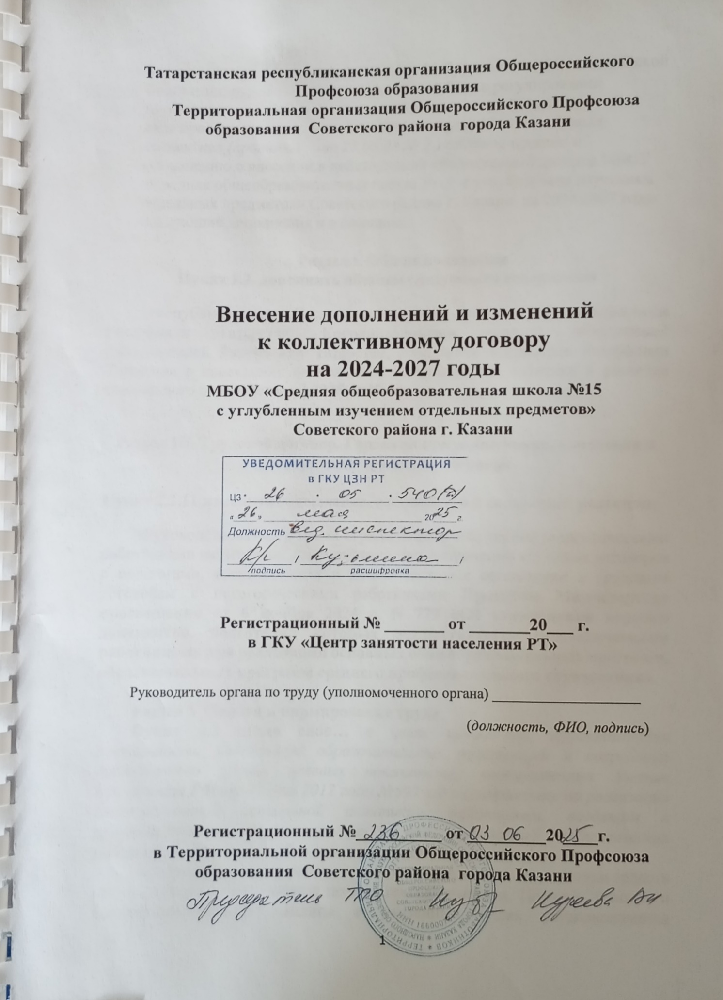 Татарстанская республиканская организация Общероссийского
Профсоюза образования
Территориальная организация Общероссийского Профсоюза
образования Советского района города Казани
Внесение дополнений и изменений
к коллективному договору
на 2024-2027 годы
МБОУ «Средняя общеобразовательная школа №15
с углубленным изучением отдельных предметов»
Советского района г. Казани
УВЕДОМИТЕЛЬНАЯ РЕГИСТРАЦИЯ
в ГКУ ЦЗН РТ
ЦЗ • 26 • 05 • 540
«26» мая 2025 г.
Должность вед. инспектор
/ Кузьмина /
подпись расшифровка
Регистрационный № _______ от _______20___ г.
в ГКУ «Центр занятости населения РТ»
Руководитель органа по труду (уполномоченного органа) ____________________
(должность, ФИО, подпись)
Регистрационный № 236 от 03 06 2025 г.
в Территориальной организации Общероссийского Профсоюза
образования Советского района города Казани
Председатель ТПО
1